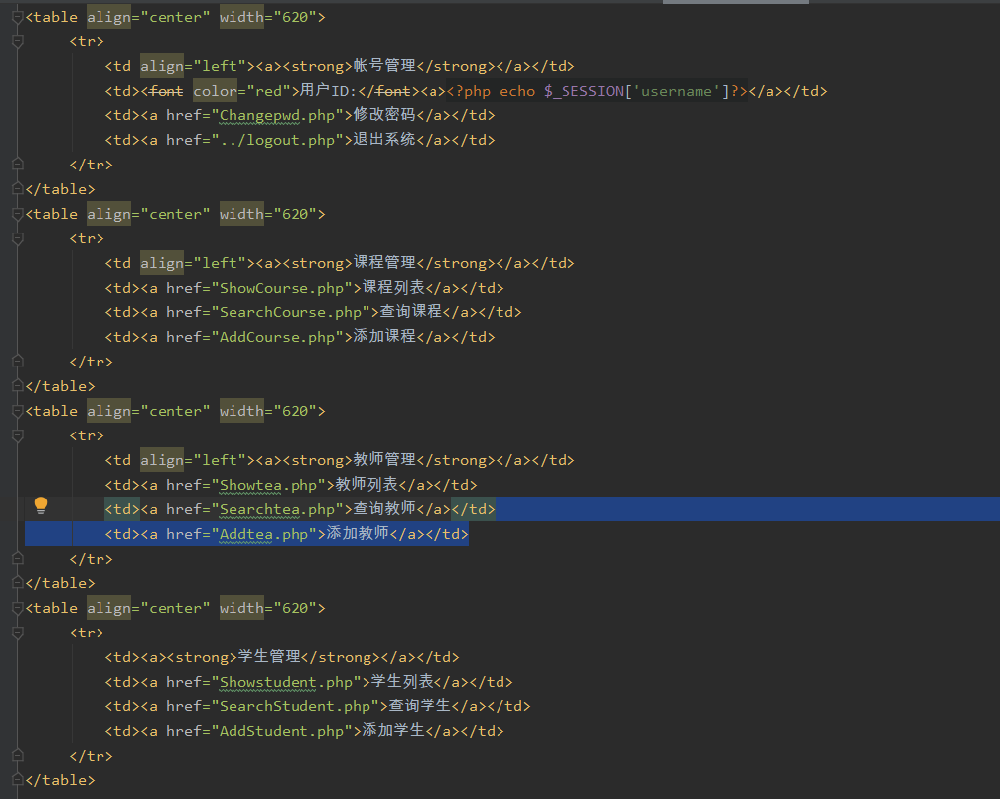 <table align="center" width="620">
<tr>
<td align="left"><a><strong>帐号管理</strong></a></td>
<td><font color="red">用户ID:</font><a><?php echo $_SESSION['username']?></a></td>
<td><a href="Changepwd.php">修改密码</a></td>
<td><a href="../logout.php">退出系统</a></td>
</tr>
</table>
<table align="center" width="620">
<tr>
<td align="left"><a><strong>课程管理</strong></a></td>
<td><a href="ShowCourse.php">课程列表</a></td>
<td><a href="SearchCourse.php">查询课程</a></td>
<td><a href="AddCourse.php">添加课程</a></td>
</tr>
</table>
<table align="center" width="620">
<tr>
<td align="left"><a><strong>教师管理</strong></a></td>
<td><a href="Showtea.php">教师列表</a></td>
<td><a href="Searchtea.php">查询教师</a></td>
<td><a href="Addtea.php">添加教师</a></td>
</tr>
</table>
<table align="center" width="620">
<tr>
<td><a><strong>学生管理</strong></a></td>
<td><a href="Showstudent.php">学生列表</a></td>
<td><a href="SearchStudent.php">查询学生</a></td>
<td><a href="AddStudent.php">添加学生</a></td>
</tr>
</table>